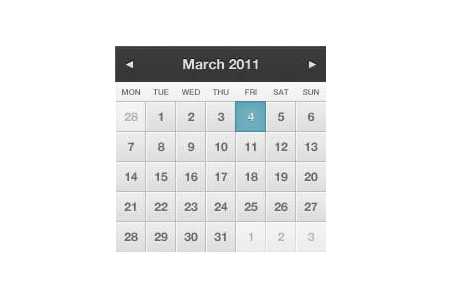 ◄ March 2011 ►
MON TUE WED THU FRI SAT SUN
28 1 2 3 4 5 6
7 8 9 10 11 12 13
14 15 16 17 18 19 20
21 22 23 24 25 26 27
28 29 30 31 1 2 3